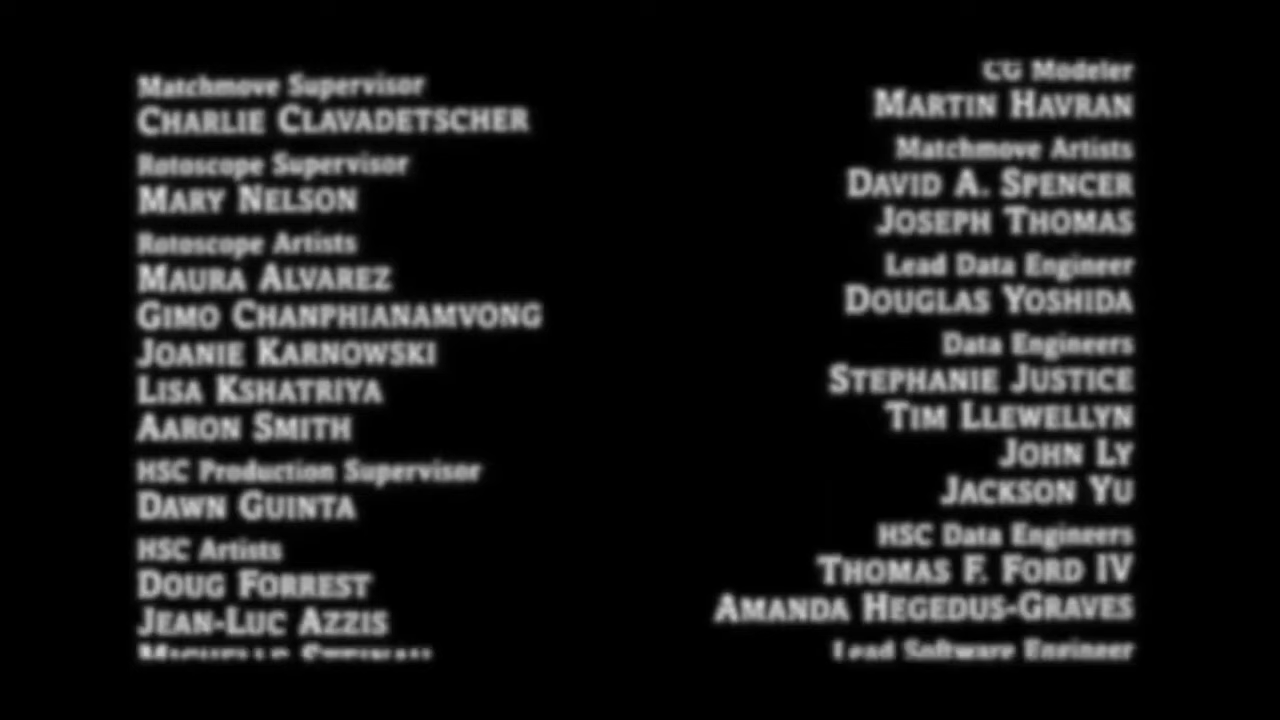 Matchmove Supervisor
CHARLIE CLAVADETSCHER
Rotoscope Supervisor
MARY NELSON
Rotoscope Artists
MAURA ALVAREZ
GIMO CHANPHIANAMVONG
JOANIE KARNOWSKI
LISA KSHATRIYA
AARON SMITH
HSC Production Supervisor
DAWN GUINTA
HSC Artists
DOUG FORREST
JEAN-LUC AZZIS
MICHELLE
CG Modeler
MARTIN HAVRAN
Matchmove Artists
DAVID A. SPENCER
JOSEPH THOMAS
Lead Data Engineer
DOUGLAS YOSHIDA
Data Engineers
STEPHANIE JUSTICE
TIM LLEWELLYN
JOHN LY
JACKSON YU
HSC Data Engineers
THOMAS F. FORD IV
AMANDA HEGEDUS-GRAVES
Lead Software Engineer